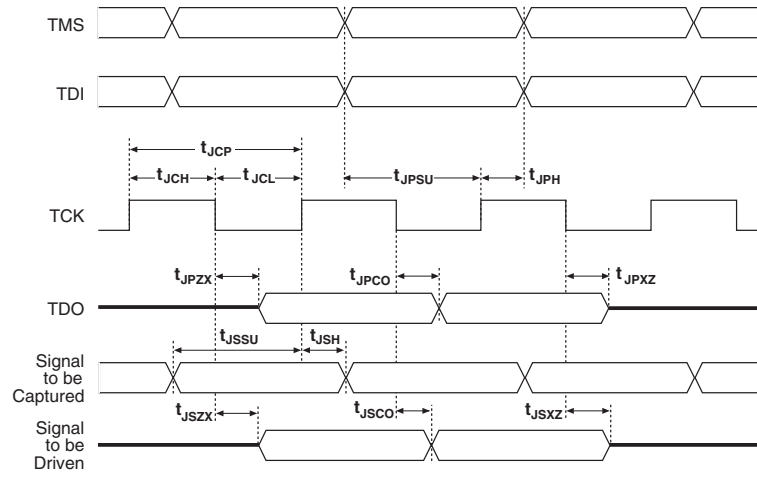 TMS
TDI
tJCP
tJCH
tJCL
tJPSU
tJPH
TCK
tJPZX
tJPCO
tJPXZ
TDO
tJSSU
tJSH
Signal
to be
Captured
tJSZX
tJSCO
tJSXZ
Signal
to be
Driven